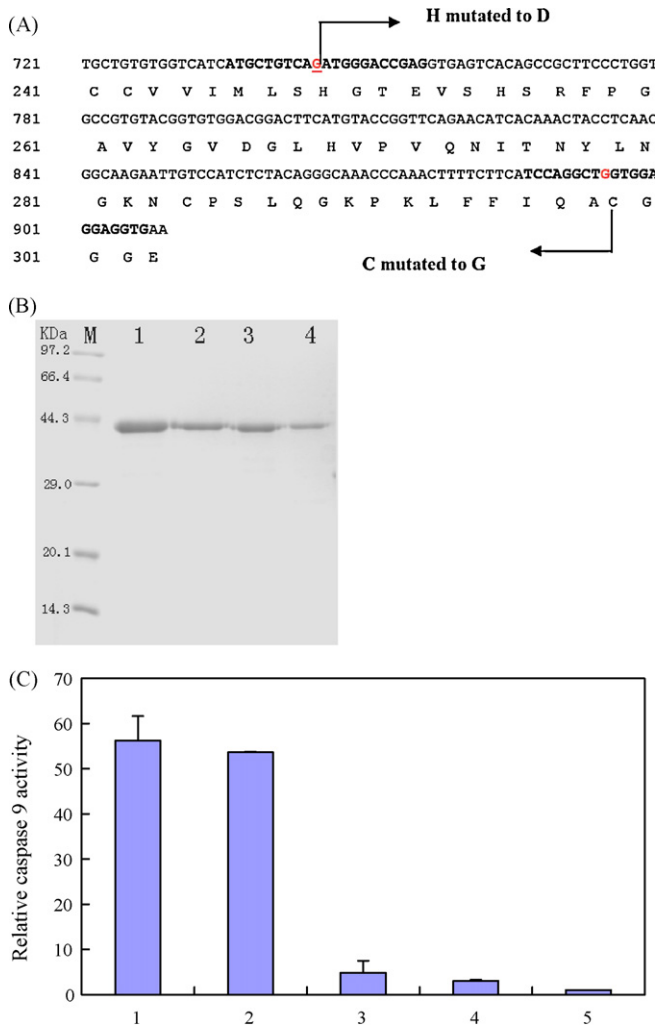 (A)
H mutated to D
721 TGCTGTGTGGTCATCATGCTGTCAGATGGGACCGAGGTGAGTCACAGCCGCTTCCCTGGT
241 C C V V I M L S H G T E V S H S R F P G
781 GCCGTGTACGGTGTGGACGGACTTCATGTACCGGTTCAGAACATCACAAACTACCTCAAC
261 A V Y G V D G L H V P V Q N I T N Y L N
841 GGCAAGAATTGTCCATCTCTACAGGGCAAACCCAAACTTTTCTTCATCCAGGCTGGTGGA
281 G K N C P S L Q G K P K L F F I Q A C G
901 GGAGGTGAA
301 G G E
C mutated to G
(B)
KDa M 1 2 3 4
97.2
66.4
44.3
29.0
20.1
14.3
(C)
Relative caspase 9 activity
70
60
50
40
30
20
10
0
1 2 3 4 5